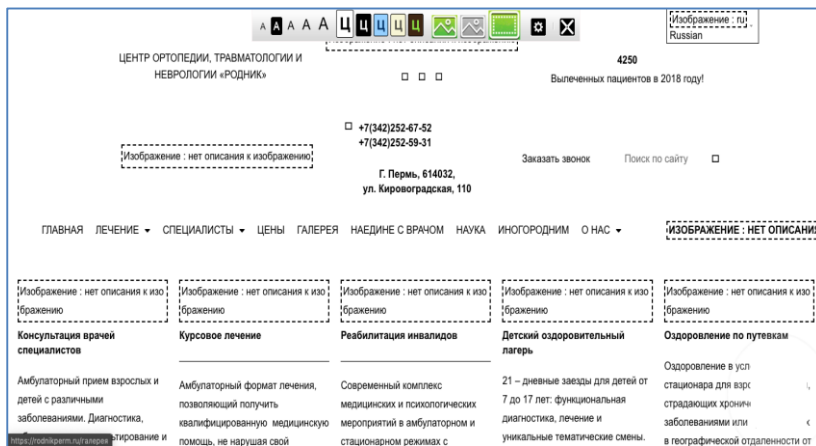 А А А А А А Ц Ц Ц Ц Ц
Изображение : ru
Russian
ЦЕНТР ОРТОПЕДИИ, ТРАВМАТОЛОГИИ И
НЕВРОЛОГИИ «РОДНИК»
4250
Вылеченных пациентов в 2018 году!
+7(342)252-67-52
+7(342)252-59-31
Изображение : нет описания к изображению
Заказать звонок
Поиск по сайту
Г. Пермь, 614032,
ул. Кировоградская, 110
ГЛАВНАЯ ЛЕЧЕНИЕ СПЕЦИАЛИСТЫ ЦЕНЫ ГАЛЕРЕЯ НАЕДИНЕ С ВРАЧОМ НАУКА ИНОГОРОДНИМ О НАС
ИЗОБРАЖЕНИЕ : НЕТ ОПИСАНИЯ
Изображение : нет описания к изо
бражению
Консультация врачей
специалистов
Амбулаторный прием взрослых и
детей с различными
заболеваниями. Диагностика,
Изображение : нет описания к изо
бражению
Курсовое лечение
Амбулаторный формат лечения,
позволяющий получить
квалифицированную медицинскую
помощь, не нарушая свой
Изображение : нет описания к изо
бражению
Реабилитация инвалидов
Современный комплекс
медицинских и психологических
мероприятий в амбулаторном и
стационарном режимах с
Изображение : нет описания к изо
бражению
Детский оздоровительный
лагерь
21 – дневные заезды для детей от
7 до 17 лет: функциональная
диагностика, лечение и
уникальные тематические смены.
Изображение : нет описания к изо
бражению
Оздоровление по путевкам
Оздоровление в усл
стационара для взрс
страдающих хронич
заболеваниями или
в географической отдаленности от
https://rodnikperm.ru/галерея